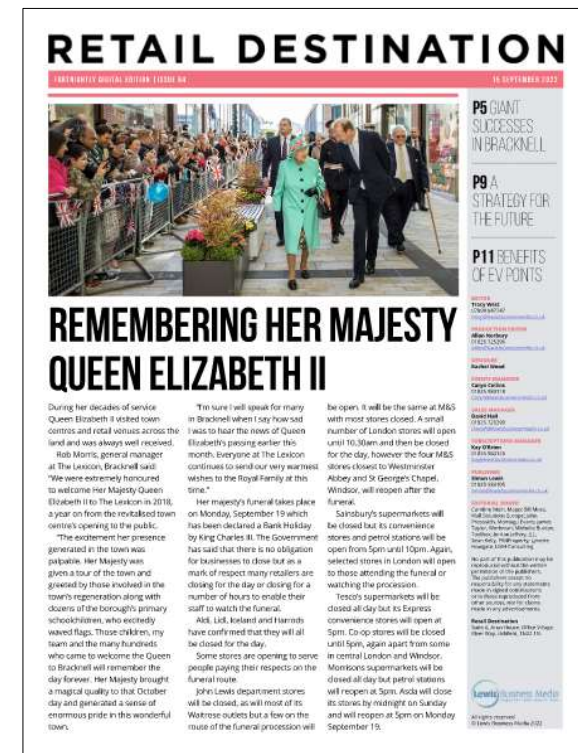 RETAIL DESTINATION
FORTNIGHTLY DIGITAL EDITION | ISSUE 64
15 SEPTEMBER 2022
P5 GIANT
SUCCESSES
IN BRACKNELL
P9 A
STRATEGY FOR
THE FUTURE
P11 BENEFITS
OF EV POINTS
REMEMBERING HER MAJESTY
QUEEN ELIZABETH II
During her decades of service
Queen Elizabeth II visited town
centres and retail venues across the
land and was always well received.
Rob Morris, general manager
at The Lexicon, Bracknell said:
"We were extremely honoured
to welcome Her Majesty Queen
Elizabeth II to The Lexicon in 2018,
a year on from the revitalised town
centre's opening to the public.
"The excitement her presence
generated in the town was
palpable. Her Majesty was
given a tour of the town and
greeted by those involved in the
town's regeneration along with
dozens of the borough's primary
schoolchildren, who excitedly
waved flags. Those children, my
team and the many hundreds
who came to welcome the Queen
to Bracknell will remember the
day forever. Her Majesty brought
a magical quality to that October
day and generated a sense of
enormous pride in this wonderful
town.
"I'm sure I will speak for many
in Bracknell when I say how sad
I was to hear the news of Queen
Elizabeth's passing earlier this
month. Everyone at The Lexicon
continues to send our very warmest
wishes to the Royal Family at this
time."
Her majesty's funeral takes place
on Monday, September 19 which
has been declared a Bank Holiday
by King Charles III. The Government
has said that there is no obligation
for businesses to close but as a
mark of respect many retailers are
closing for the day or closing for a
number of hours to enable their
staff to watch the funeral.
Aldi, Lidl, Iceland and Harrods
have confirmed that they will all
be closed for the day.
Some stores are opening to serve
people paying their respects on the
funeral route.
John Lewis department stores
will be closed, as will most of its
Waitrose outlets but a few on the
route of the funeral procession will
be open. It will be the same at M&S
with most stores closed. A small
number of London stores will open
until 10.30am and then be closed
for the day, however the four M&S
stores closest to Westminster
Abbey and St George's Chapel,
Windsor, will reopen after the
funeral.
Sainsbury's supermarkets will
be closed but its convenience
stores and petrol stations will be
open from 5pm until 10pm. Again,
selected stores in London will open
to those attending the funeral or
watching the procession.
Tesco's supermarkets will be
closed all day but its Express
convenience stores will open at
5pm. Co-op stores will be closed
until 5pm, again apart from some
in central London and Windsor.
Morrisons supermarkets will be
closed all day but petrol stations
will reopen at 5pm. Asda will close
its stores by midnight on Sunday
and will reopen at 5pm on Monday
September 19.
EDITOR
Tracy West
PRODUCTION EDITOR
Allan Norbury
DESIGNER
Rachel Wood
EVENTS MANAGER
Caryn Collins
SALES MANAGER
David Hall
SUBSCRIPTIONS MANAGER
Kay O'Brien
PUBLISHER
Simon Lewis
Retail Destination
Lewis Business Media
All rights reserved
© Lewis Business Media 2022